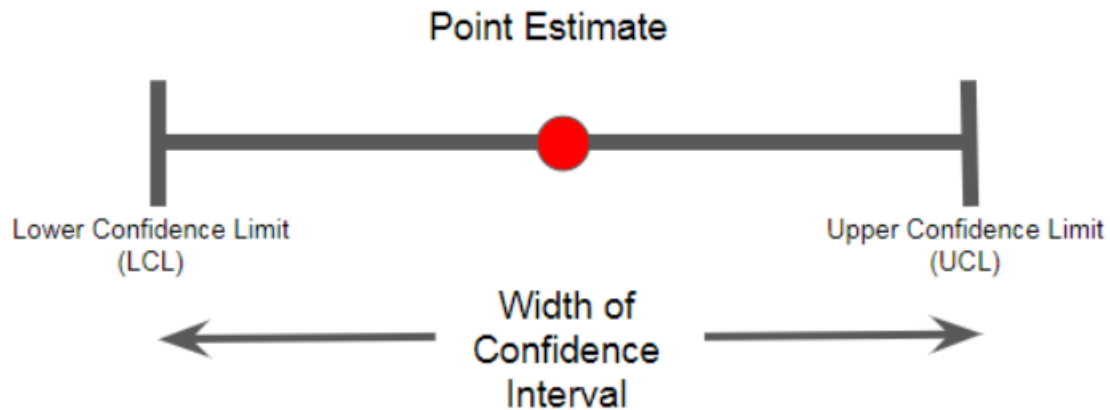 Point Estimate
Lower Confidence Limit
(LCL)
Upper Confidence Limit
(UCL)
Width of
Confidence
Interval